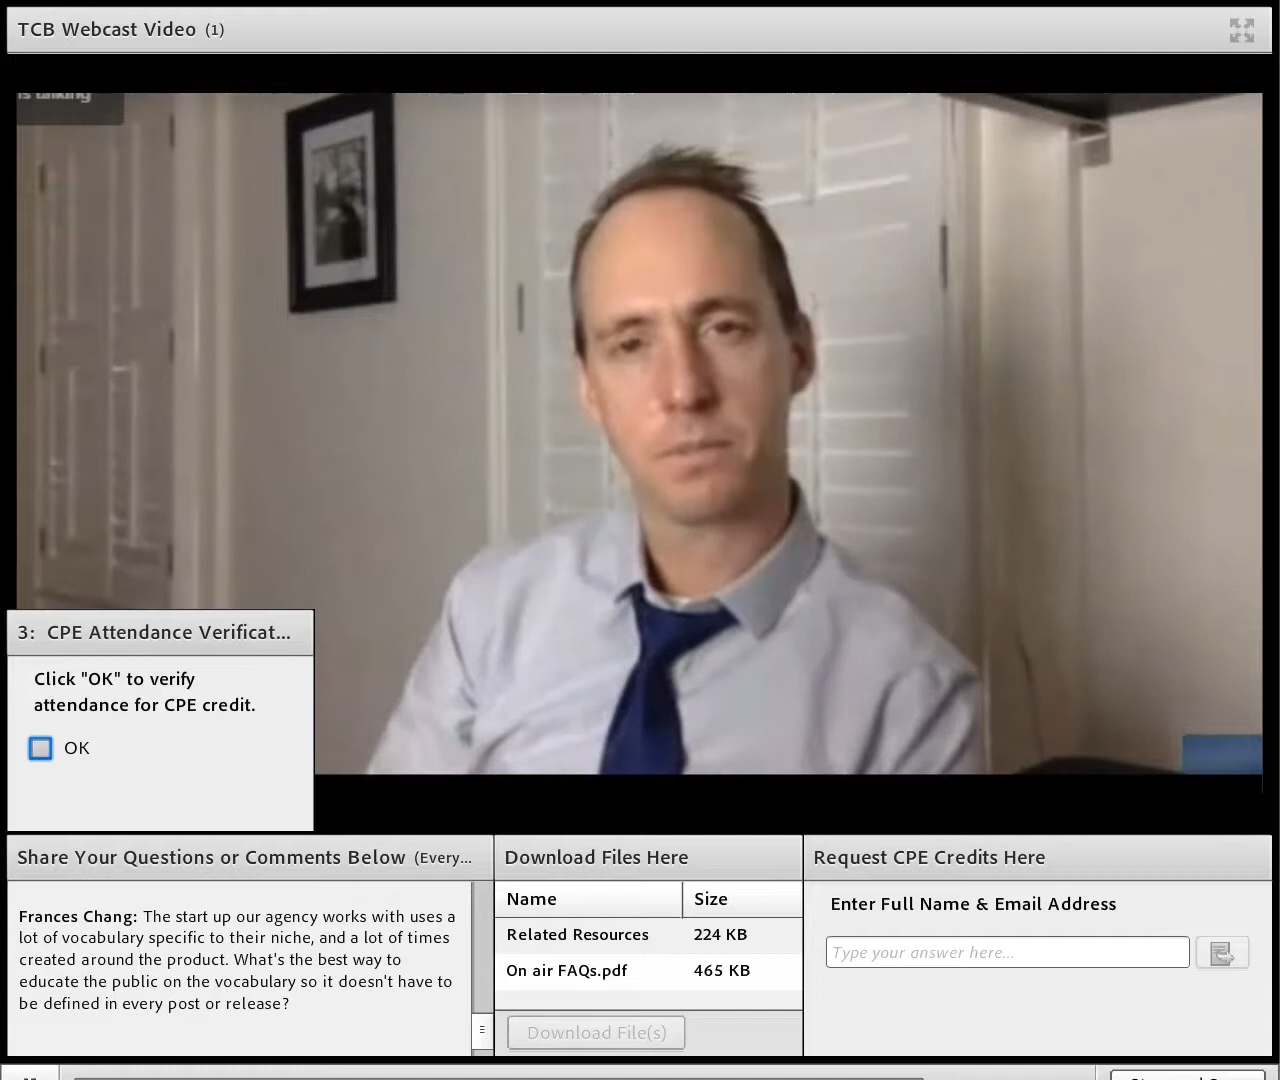 TCB Webcast Video (1)
is talking
3: CPE Attendance Verificat...
Click "OK" to verify
attendance for CPE credit.
OK
Share Your Questions or Comments Below (Every...
Frances Chang: The start up our agency works with uses a
lot of vocabulary specific to their niche, and a lot of times
created around the product. What's the best way to
educate the public on the vocabulary so it doesn't have to
be defined in every post or release?
Download Files Here
Name Size
Related Resources 224 KB
On air FAQs.pdf 465 KB
Download File(s)
Request CPE Credits Here
Enter Full Name & Email Address
Type your answer here...